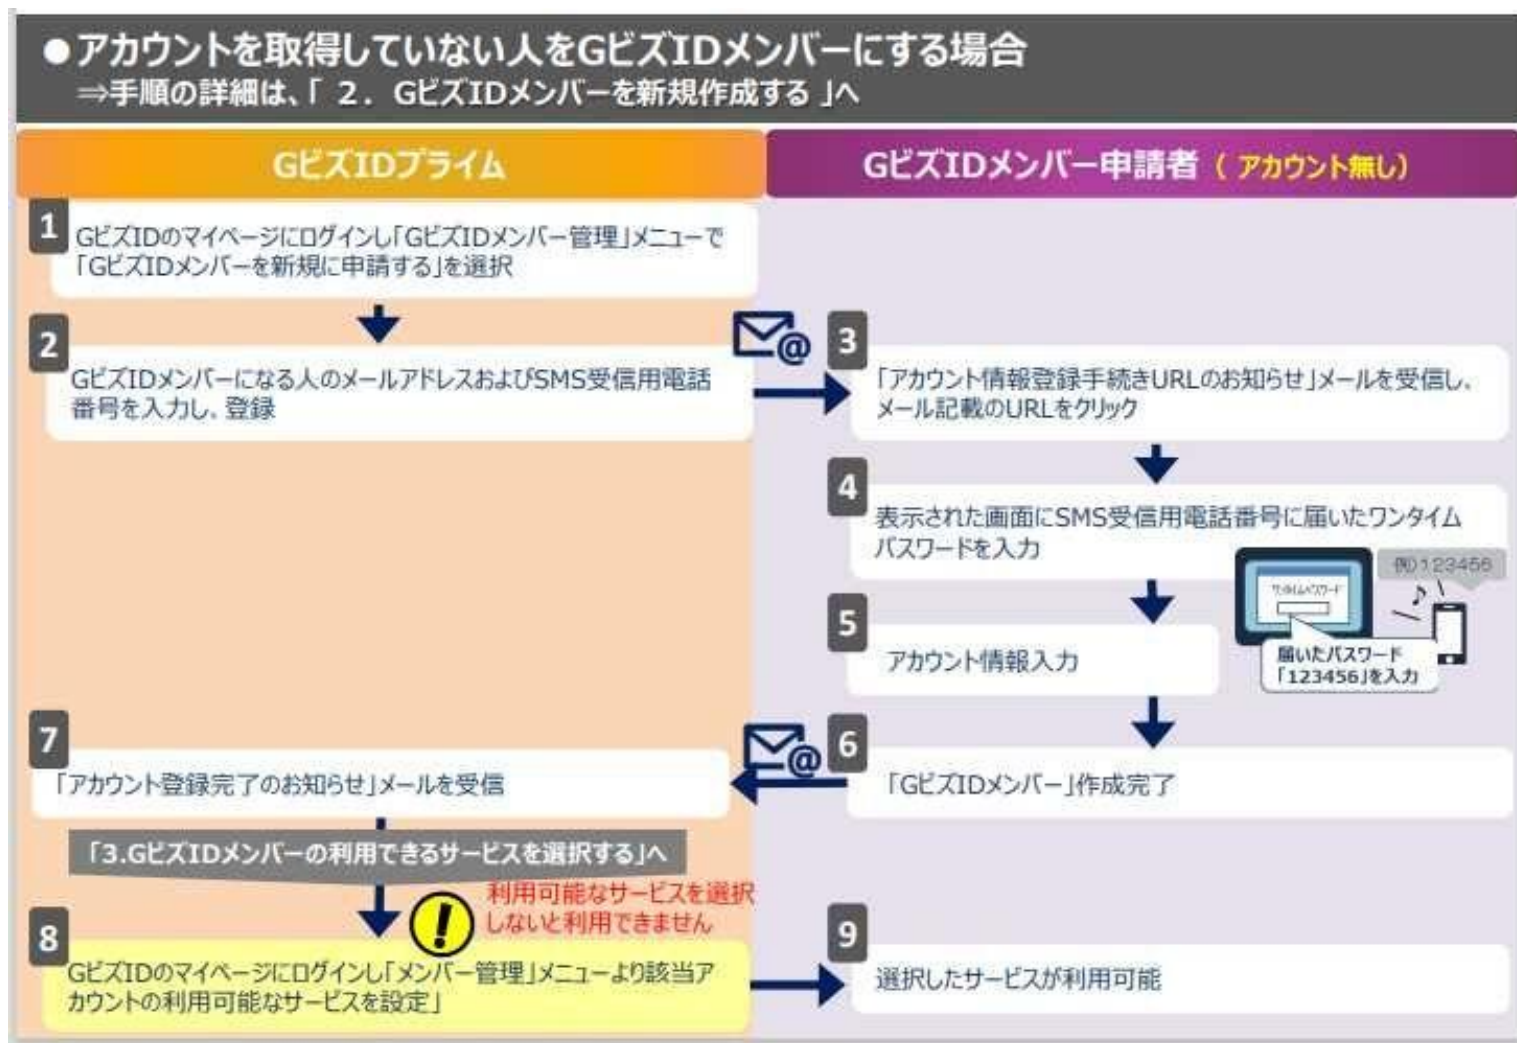 ●アカウントを取得していない人をGビズIDメンバーにする場合
⇒手順の詳細は、「 2. GビズIDメンバーを新規作成する 」へ
GビズIDプライム
GビズIDメンバー申請者（ アカウント無し）
1
GビズIDのマイページにログインし「GビズIDメンバー管理」メニューで
「GビズIDメンバーを新規に申請する」を選択
2
GビズIDメンバーになる人のメールアドレスおよびSMS受信用電話
番号を入力し、登録
@
3
「アカウント情報登録手続きURLのお知らせ」メールを受信し、
メール記載のURLをクリック
4
表示された画面にSMS受信用電話番号に届いたワンタイム
パスワードを入力
例)123456
ワンタイムパスワード
届いたパスワード
「123456」を入力
5
アカウント情報入力
6
「GビズIDメンバー」作成完了
@
7
「アカウント登録完了のお知らせ」メールを受信
「3.GビズIDメンバーの利用できるサービスを選択する」へ
利用可能なサービスを選択
しないと利用できません
!
8
GビズIDのマイページにログインし「メンバー管理」メニューより該当ア
カウントの利用可能なサービスを設定」
9
選択したサービスが利用可能